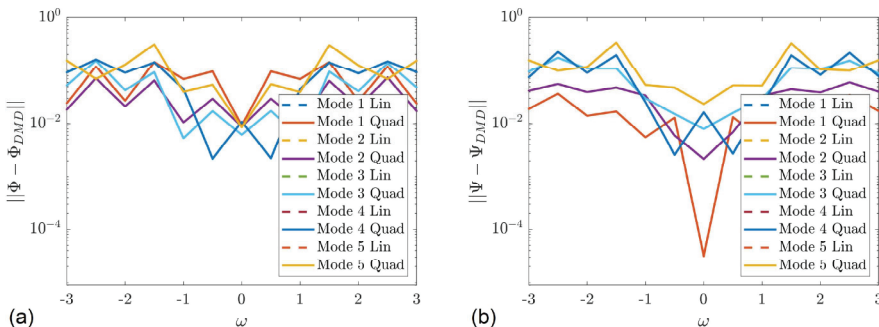 10^0
10^-2
10^-4
||Φ − Φ_DMD||
Mode 1 Lin
Mode 1 Quad
Mode 2 Lin
Mode 2 Quad
Mode 3 Lin
Mode 3 Quad
Mode 4 Lin
Mode 4 Quad
Mode 5 Lin
Mode 5 Quad
-3 -2 -1 0 1 2 3
ω
(a)
10^0
10^-2
10^-4
||Ψ − Ψ_DMD||
Mode 1 Lin
Mode 1 Quad
Mode 2 Lin
Mode 2 Quad
Mode 3 Lin
Mode 3 Quad
Mode 4 Lin
Mode 4 Quad
Mode 5 Lin
Mode 5 Quad
-3 -2 -1 0 1 2 3
ω
(b)